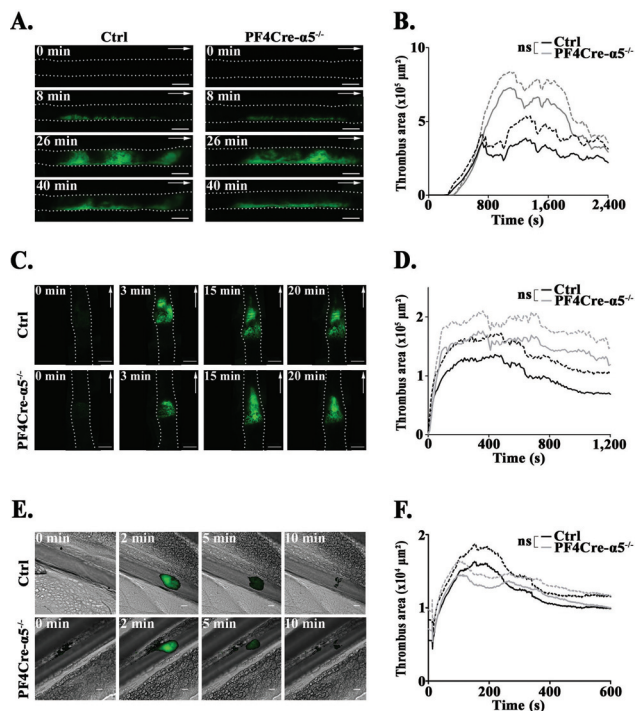 A.
Ctrl
PF4Cre-α5-/-
0 min
0 min
8 min
8 min
26 min
26 min
40 min
40 min
B.
ns
Ctrl
PF4Cre-α5-/-
Thrombus area (x10⁵ µm²)
10
5
0
0
800
1,600
2,400
Time (s)
C.
Ctrl
0 min
3 min
15 min
20 min
PF4Cre-α5-/-
0 min
3 min
15 min
20 min
D.
ns
Ctrl
PF4Cre-α5-/-
Thrombus area (x10⁵ µm²)
2
1
0
0
400
800
1,200
Time (s)
E.
Ctrl
0 min
2 min
5 min
10 min
PF4Cre-α5-/-
0 min
2 min
5 min
10 min
F.
ns
Ctrl
PF4Cre-α5-/-
Thrombus area (x10⁴ µm²)
2
1
0
0
200
400
600
Time (s)